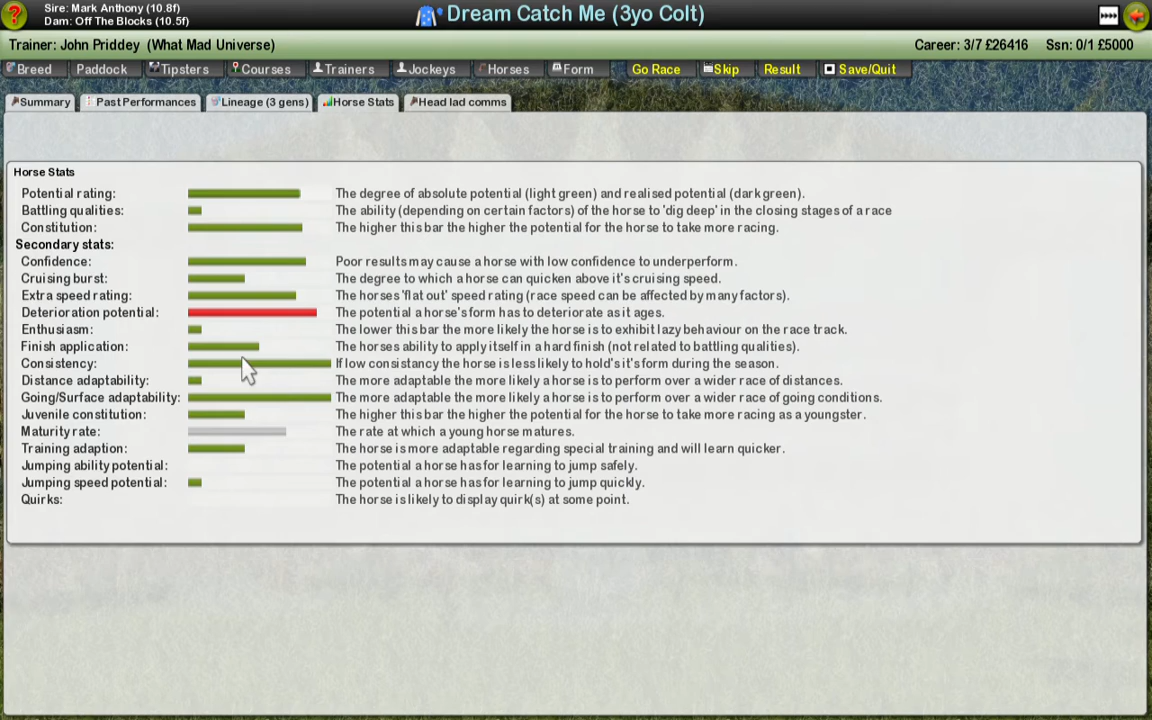 Sire: Mark Anthony (10.8f)
Dam: Off The Blocks (10.5f)
Dream Catch Me (3yo Colt)
Trainer: John Priddey (What Mad Universe)
Career: 3/7 £26416 Ssn: 0/1 £5000
Breed Paddock Tipsters Courses Trainers Jockeys Horses Form Go Race Skip Result Save/Quit
Summary Past Performances Lineage (3 gens) Horse Stats Head lad comms
Horse Stats
Potential rating: The degree of absolute potential (light green) and realised potential (dark green).
Battling qualities: The ability (depending on certain factors) of the horse to 'dig deep' in the closing stages of a race
Constitution: The higher this bar the higher the potential for the horse to take more racing.
Secondary stats:
Confidence: Poor results may cause a horse with low confidence to underperform.
Cruising burst: The degree to which a horse can quicken above it's cruising speed.
Extra speed rating: The horses 'flat out' speed rating (race speed can be affected by many factors).
Deterioration potential: The potential a horse's form has to deteriorate as it ages.
Enthusiasm: The lower this bar the more likely the horse is to exhibit lazy behaviour on the race track.
Finish application: The horses ability to apply itself in a hard finish (not related to battling qualities).
Consistency: If low consistancy the horse is less likely to hold's it's form during the season.
Distance adaptability: The more adaptable the more likely a horse is to perform over a wider race of distances.
Going/Surface adaptability: The more adaptable the more likely a horse is to perform over a wider race of going conditions.
Juvenile constitution: The higher this bar the higher the potential for the horse to take more racing as a youngster.
Maturity rate: The rate at which a young horse matures.
Training adaption: The horse is more adaptable regarding special training and will learn quicker.
Jumping ability potential: The potential a horse has for learning to jump safely.
Jumping speed potential: The potential a horse has for learning to jump quickly.
Quirks: The horse is likely to display quirk(s) at some point.